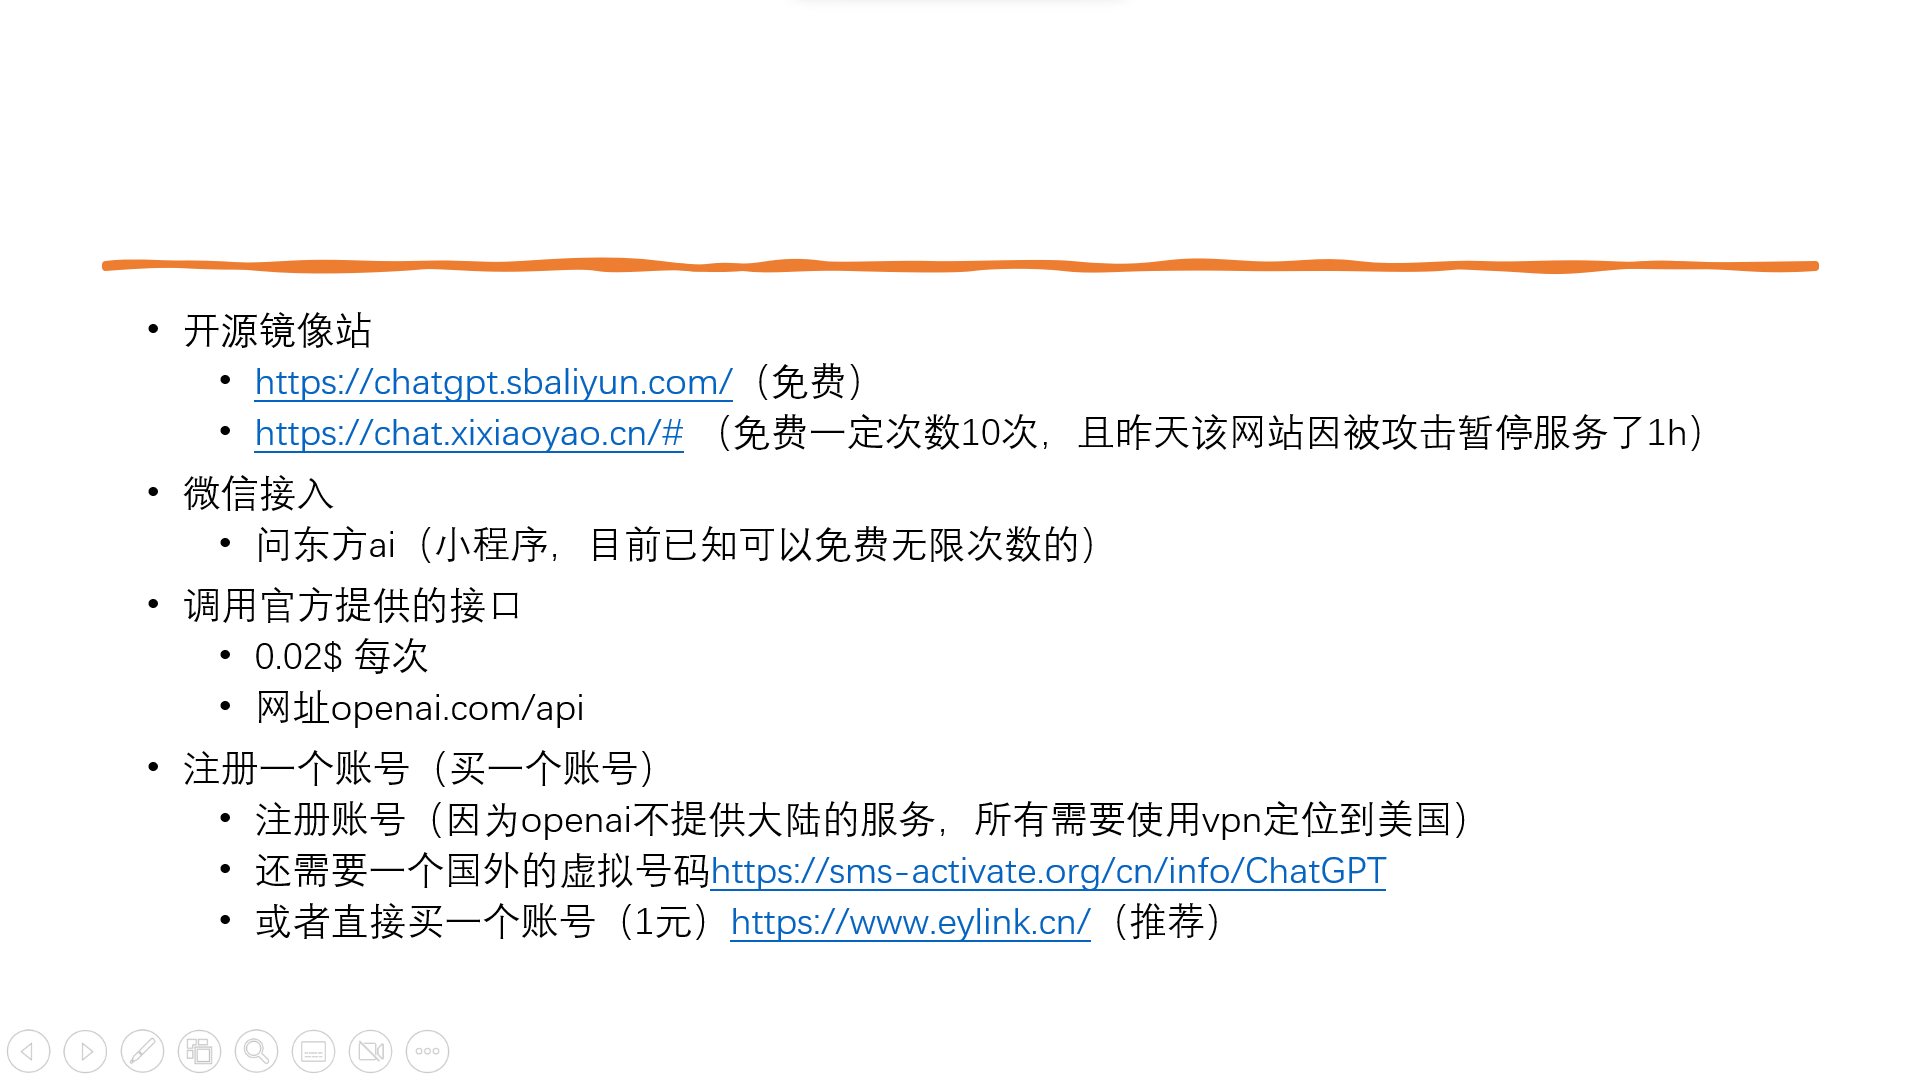 • 开源镜像站
• https://chatgpt.sbaliyun.com/（免费）
• https://chat.xixiaoyao.cn/# （免费一定次数10次，且昨天该网站因被攻击暂停服务了1h）
• 微信接入
• 问东方ai（小程序，目前已知可以免费无限次数的）
• 调用官方提供的接口
• 0.02$ 每次
• 网址openai.com/api
• 注册一个账号（买一个账号）
• 注册账号（因为openai不提供大陆的服务，所有需要使用vpn定位到美国）
• 还需要一个国外的虚拟号码https://sms-activate.org/cn/info/ChatGPT
• 或者直接买一个账号（1元）https://www.eylink.cn/（推荐）